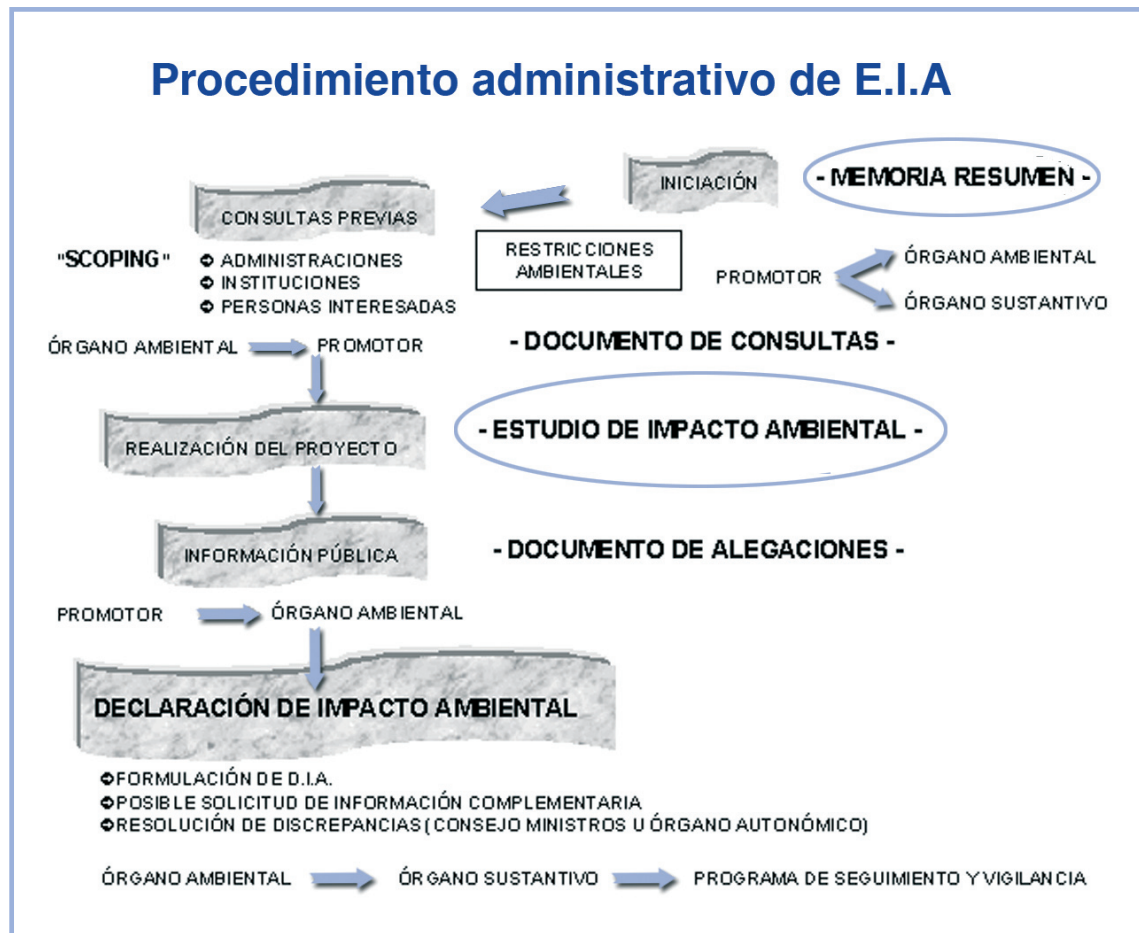 Procedimiento administrativo de E.I.A
INICIACIÓN
- MEMORIA RESUMEN -
CONSULTAS PREVIAS
"SCOPING"
ADMINISTRACIONES
INSTITUCIONES
PERSONAS INTERESADAS
RESTRICCIONES
AMBIENTALES
PROMOTOR
ÓRGANO AMBIENTAL
ÓRGANO SUSTANTIVO
ÓRGANO AMBIENTAL
PROMOTOR
- DOCUMENTO DE CONSULTAS -
REALIZACIÓN DEL PROYECTO
- ESTUDIO DE IMPACTO AMBIENTAL -
INFORMACIÓN PÚBLICA
- DOCUMENTO DE ALEGACIONES -
PROMOTOR
ÓRGANO AMBIENTAL
DECLARACIÓN DE IMPACTO AMBIENTAL
FORMULACIÓN DE D.I.A.
POSIBLE SOLICITUD DE INFORMACIÓN COMPLEMENTARIA
RESOLUCIÓN DE DISCREPANCIAS (CONSEJO MINISTROS U ÓRGANO AUTONÓMICO)
ÓRGANO AMBIENTAL
ÓRGANO SUSTANTIVO
PROGRAMA DE SEGUIMIENTO Y VIGILANCIA